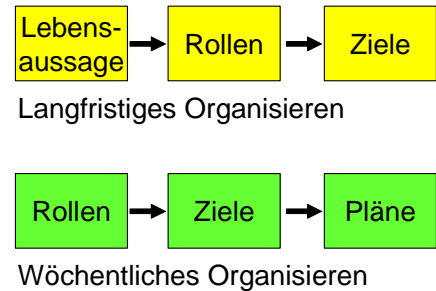 Lebens-
aussage
Rollen
Ziele
Langfristiges Organisieren
Rollen
Ziele
Pläne
Wöchentliches Organisieren